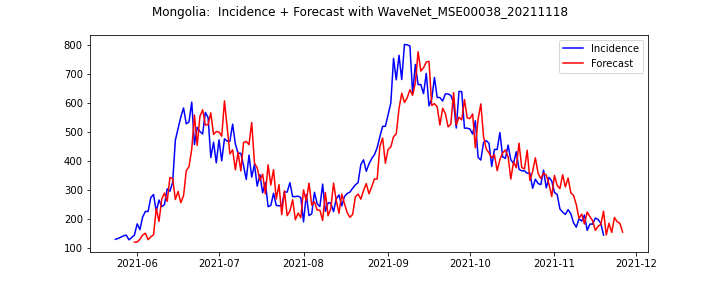 Mongolia:  Incidence + Forecast with WaveNet_MSE00038_20211118
Incidence
Forecast
800
700
600
500
400
300
200
100
2021-06 2021-07 2021-08 2021-09 2021-10 2021-11 2021-12